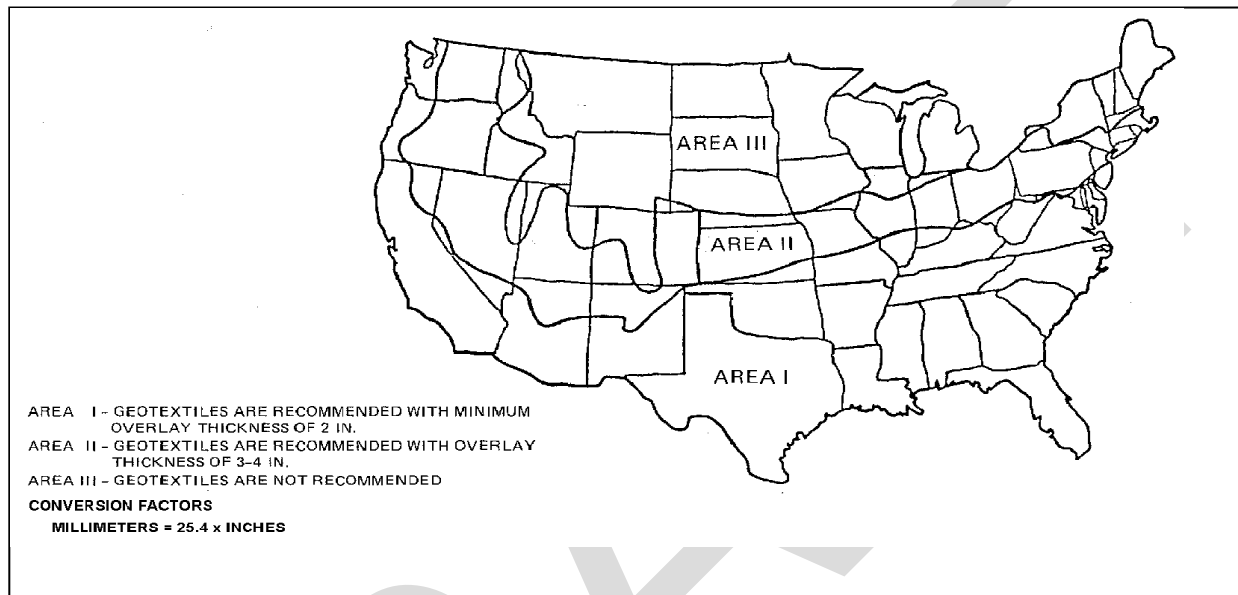 AREA III
AREA II
AREA I
AREA I – GEOTEXTILES ARE RECOMMENDED WITH MINIMUM
OVERLAY THICKNESS OF 2 IN.
AREA II – GEOTEXTILES ARE RECOMMENDED WITH OVERLAY
THICKNESS OF 3–4 IN.
AREA III – GEOTEXTILES ARE NOT RECOMMENDED
CONVERSION FACTORS
MILLIMETERS = 25.4 x INCHES